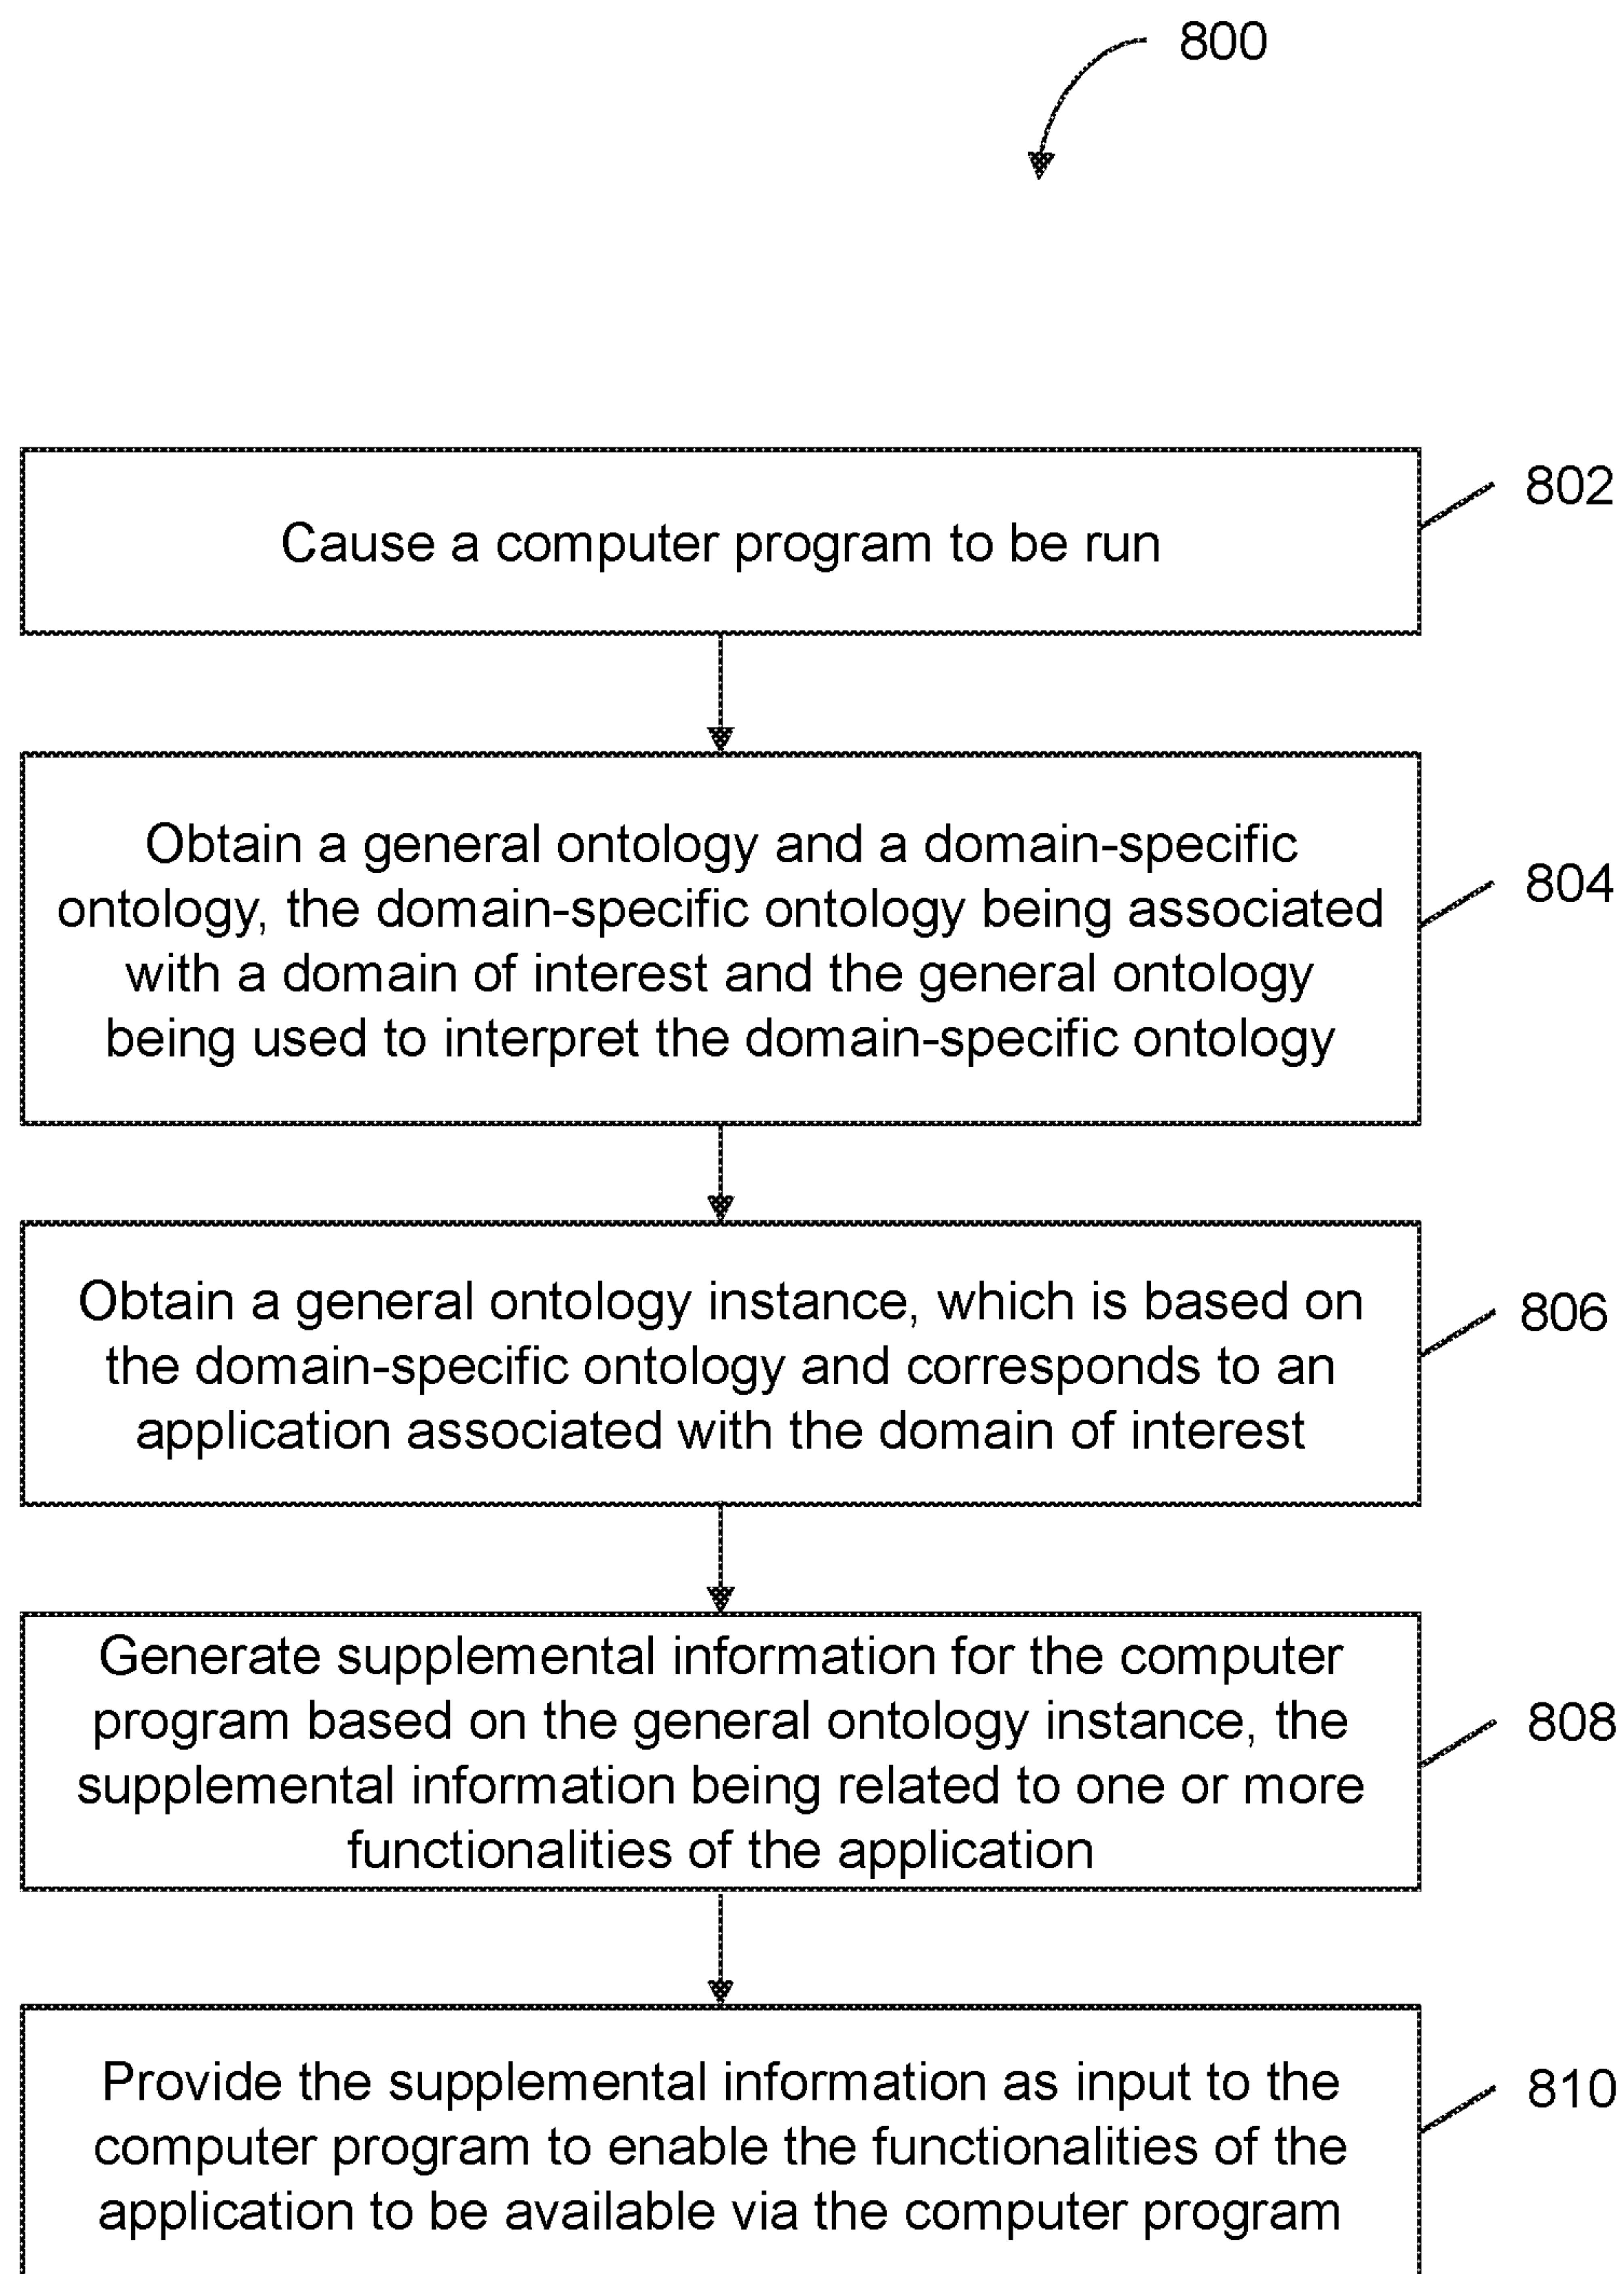 800
Cause a computer program to be run
802
Obtain a general ontology and a domain-specific
ontology, the domain-specific ontology being associated
with a domain of interest and the general ontology
being used to interpret the domain-specific ontology
804
Obtain a general ontology instance, which is based on
the domain-specific ontology and corresponds to an
application associated with the domain of interest
806
Generate supplemental information for the computer
program based on the general ontology instance, the
supplemental information being related to one or more
functionalities of the application
808
Provide the supplemental information as input to the
computer program to enable the functionalities of the
application to be available via the computer program
810